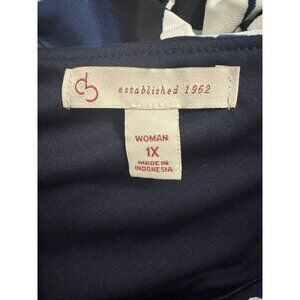 established 1962
WOMAN
1X
MADE IN
INDONESIA